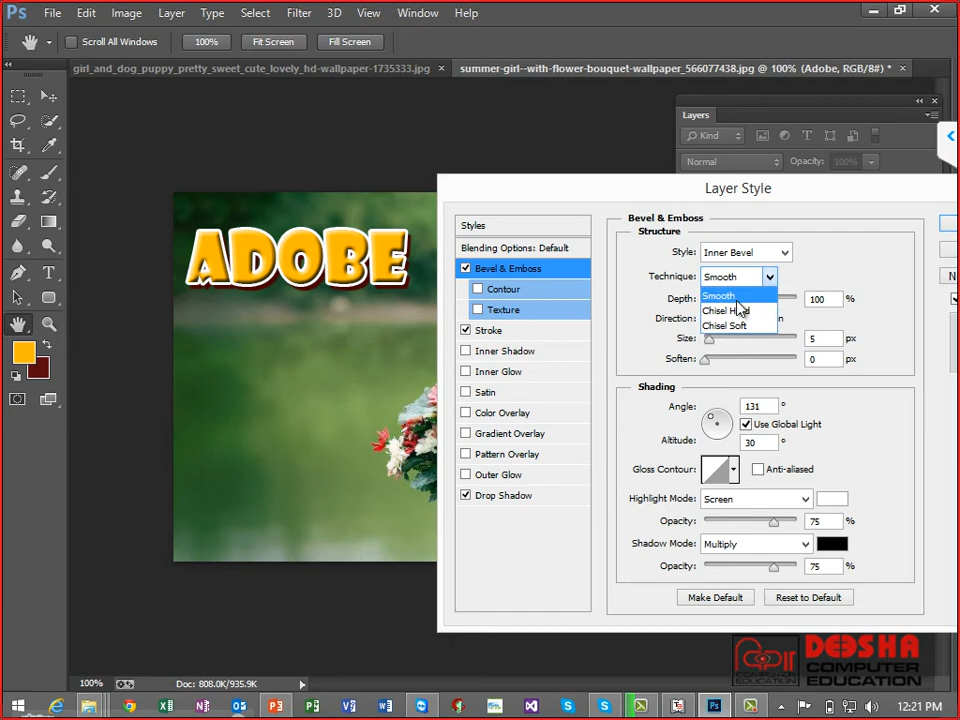 Ps File Edit Image Layer Type Select Filter 3D View Window Help
Scroll All Windows 100% Fit Screen Fill Screen
girl_and_dog_puppy_pretty_sweet_cute_lovely_hd-wallpaper-1735333.jpg × summer-girl--with-flower-bouquet-wallpaper_566077438.jpg @ 100% (Adobe, RGB/8#) * ×
Layers
Kind
Normal Opacity: 100%
Layer Style
ADOBE
Styles
Blending Options: Default
Bevel & Emboss
Contour
Texture
Stroke
Inner Shadow
Inner Glow
Satin
Color Overlay
Gradient Overlay
Pattern Overlay
Outer Glow
Drop Shadow
Bevel & Emboss
Structure
Style: Inner Bevel
Technique: Smooth
Smooth
Chisel
Chisel Soft
Depth: 100 %
Direction:
Size: 5 px
Soften: 0 px
Shading
Angle: 131 °
Use Global Light
Altitude: 30 °
Gloss Contour: Anti-aliased
Highlight Mode: Screen
Opacity: 75 %
Shadow Mode: Multiply
Opacity: 75 %
Make Default Reset to Default
N
DEOSHA
COMPUTER
EDUCATION
100% Doc: 808.0K/935.9K
12:21 PM